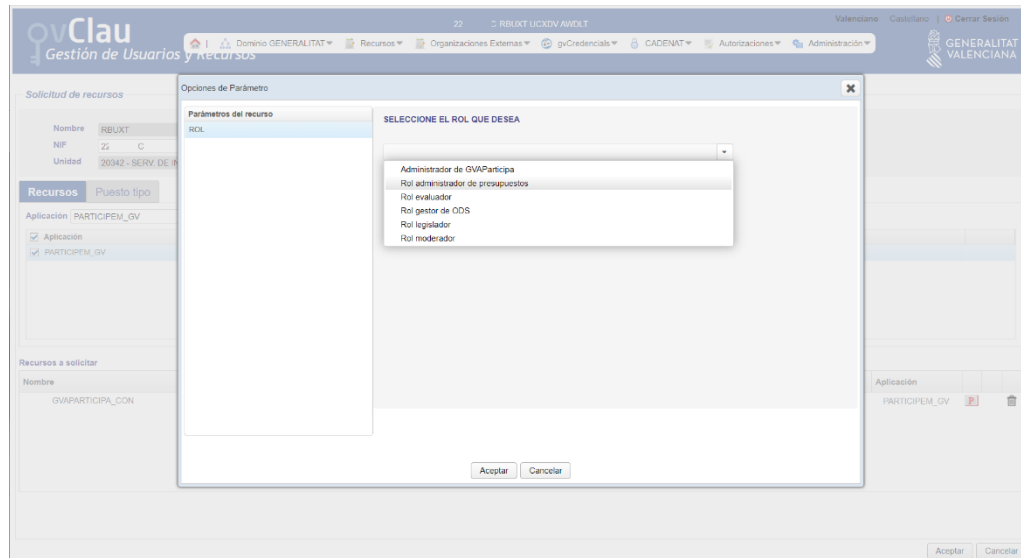 gvClau
Gestión de Usuarios y Recursos
22 C RBUXT UCXDV AWDLT
Valenciano Castellano | Cerrar Sesión
Dominio GENERALITAT Recursos Organizaciones Externas gvCredencials CADENAT Autorizaciones Administración
GENERALITAT
VALENCIANA
Solicitud de recursos
Nombre RBUXT
NIF 22 C
Unidad 20342 - SERV. DE IN
Recursos Puesto tipo
Aplicación PARTICIPEM_GV
Aplicación
PARTICIPEM_GV
Recursos a solicitar
Nombre Aplicación
GVAPARTICIPA_CON PARTICIPEM_GV P
Aceptar Cancelar
Opciones de Parámetro
Parámetros del recurso
ROL
SELECCIONE EL ROL QUE DESEA
Administrador de GVAParticipa
Rol administrador de presupuestos
Rol evaluador
Rol gestor de ODS
Rol legislador
Rol moderador
Aceptar Cancelar